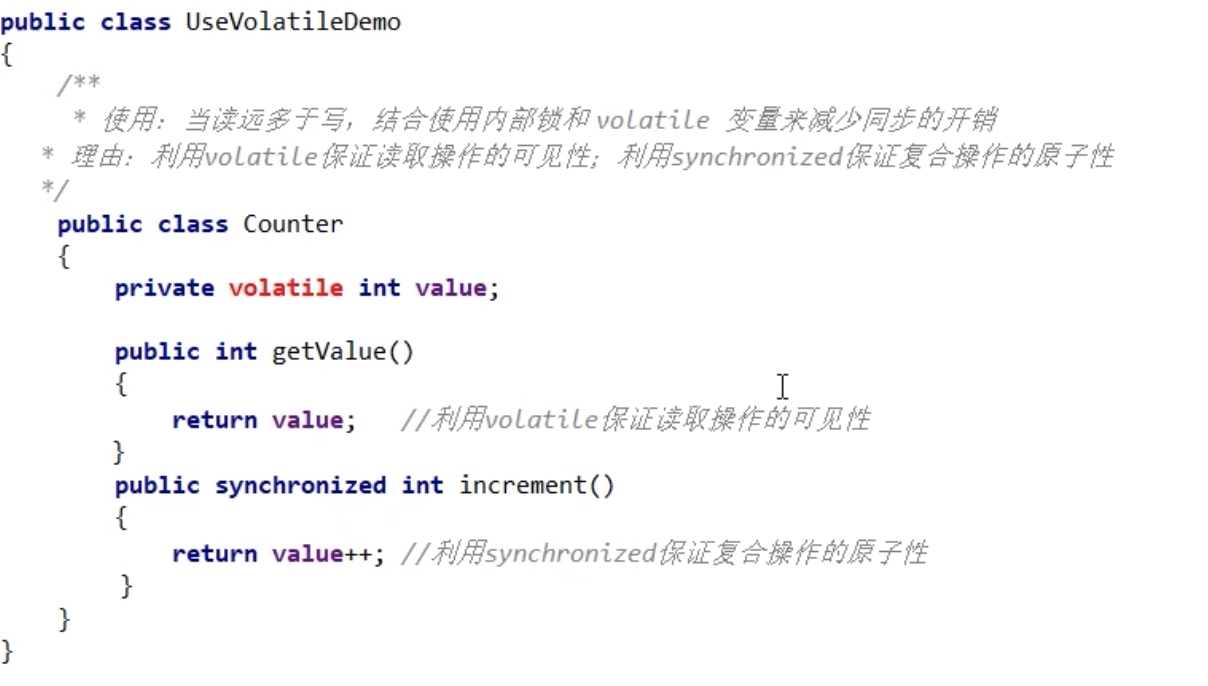 public class UseVolatileDemo
{
    /**
     * 使用：当读远多于写，结合使用内部锁和 volatile 变量来减少同步的开销
   * 理由：利用volatile保证读取操作的可见性；利用synchronized保证复合操作的原子性
   */
    public class Counter
    {
        private volatile int value;

        public int getValue()
        {
            return value;   //利用volatile保证读取操作的可见性
        }
        public synchronized int increment()
        {
            return value++; //利用synchronized保证复合操作的原子性
        }
    }
}